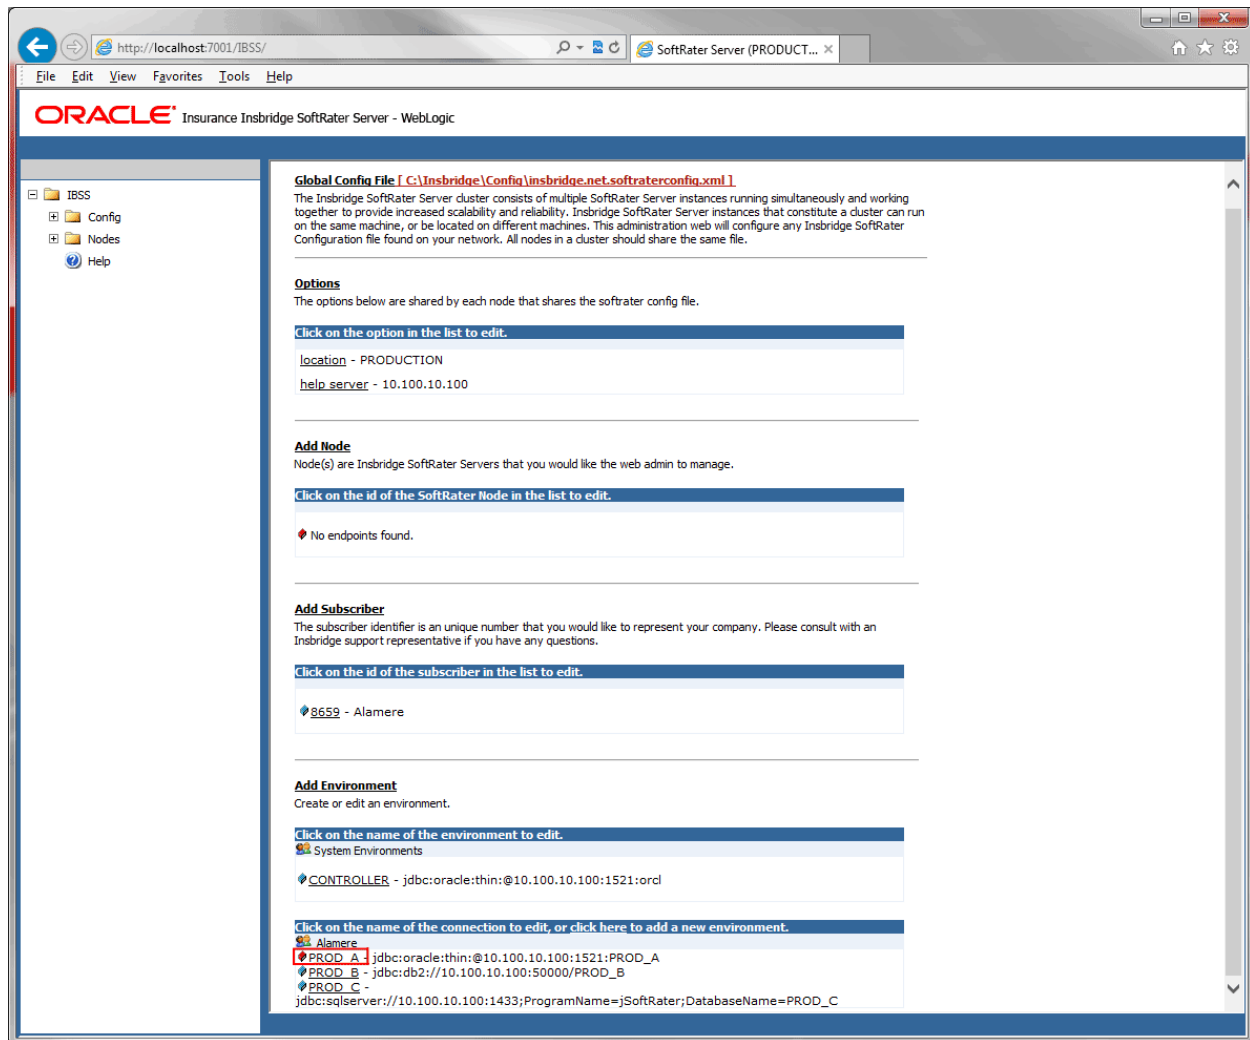 http://localhost:7001/IBSS/
SoftRater Server (PRODUCT...
File Edit View Favorites Tools Help
ORACLE Insurance Insbridge SoftRater Server - WebLogic
IBSS
Config
Nodes
Help
Global Config File [ C:\Insbridge\Config\insbridge.net.softraterconfig.xml ]
The Insbridge SoftRater Server cluster consists of multiple SoftRater Server instances running simultaneously and working
together to provide increased scalability and reliability. Insbridge SoftRater Server instances that constitute a cluster can run
on the same machine, or be located on different machines. This administration web will configure any Insbridge SoftRater
Configuration file found on your network. All nodes in a cluster should share the same file.
Options
The options below are shared by each node that shares the softrater config file.
Click on the option in the list to edit.
location - PRODUCTION
help server - 10.100.10.100
Add Node
Node(s) are Insbridge SoftRater Servers that you would like the web admin to manage.
Click on the id of the SoftRater Node in the list to edit.
No endpoints found.
Add Subscriber
The subscriber identifier is an unique number that you would like to represent your company. Please consult with an
Insbridge support representative if you have any questions.
Click on the id of the subscriber in the list to edit.
8659 - Alamere
Add Environment
Create or edit an environment.
Click on the name of the environment to edit.
System Environments
CONTROLLER - jdbc:oracle:thin:@10.100.10.100:1521:orcl
Click on the name of the connection to edit, or click here to add a new environment.
Alamere
PROD_A - jdbc:oracle:thin:@10.100.10.100:1521:PROD_A
PROD_B - jdbc:db2://10.100.10.100:50000/PROD_B
PROD_C -
jdbc:sqlserver://10.100.10.100:1433;ProgramName=jSoftRater;DatabaseName=PROD_C